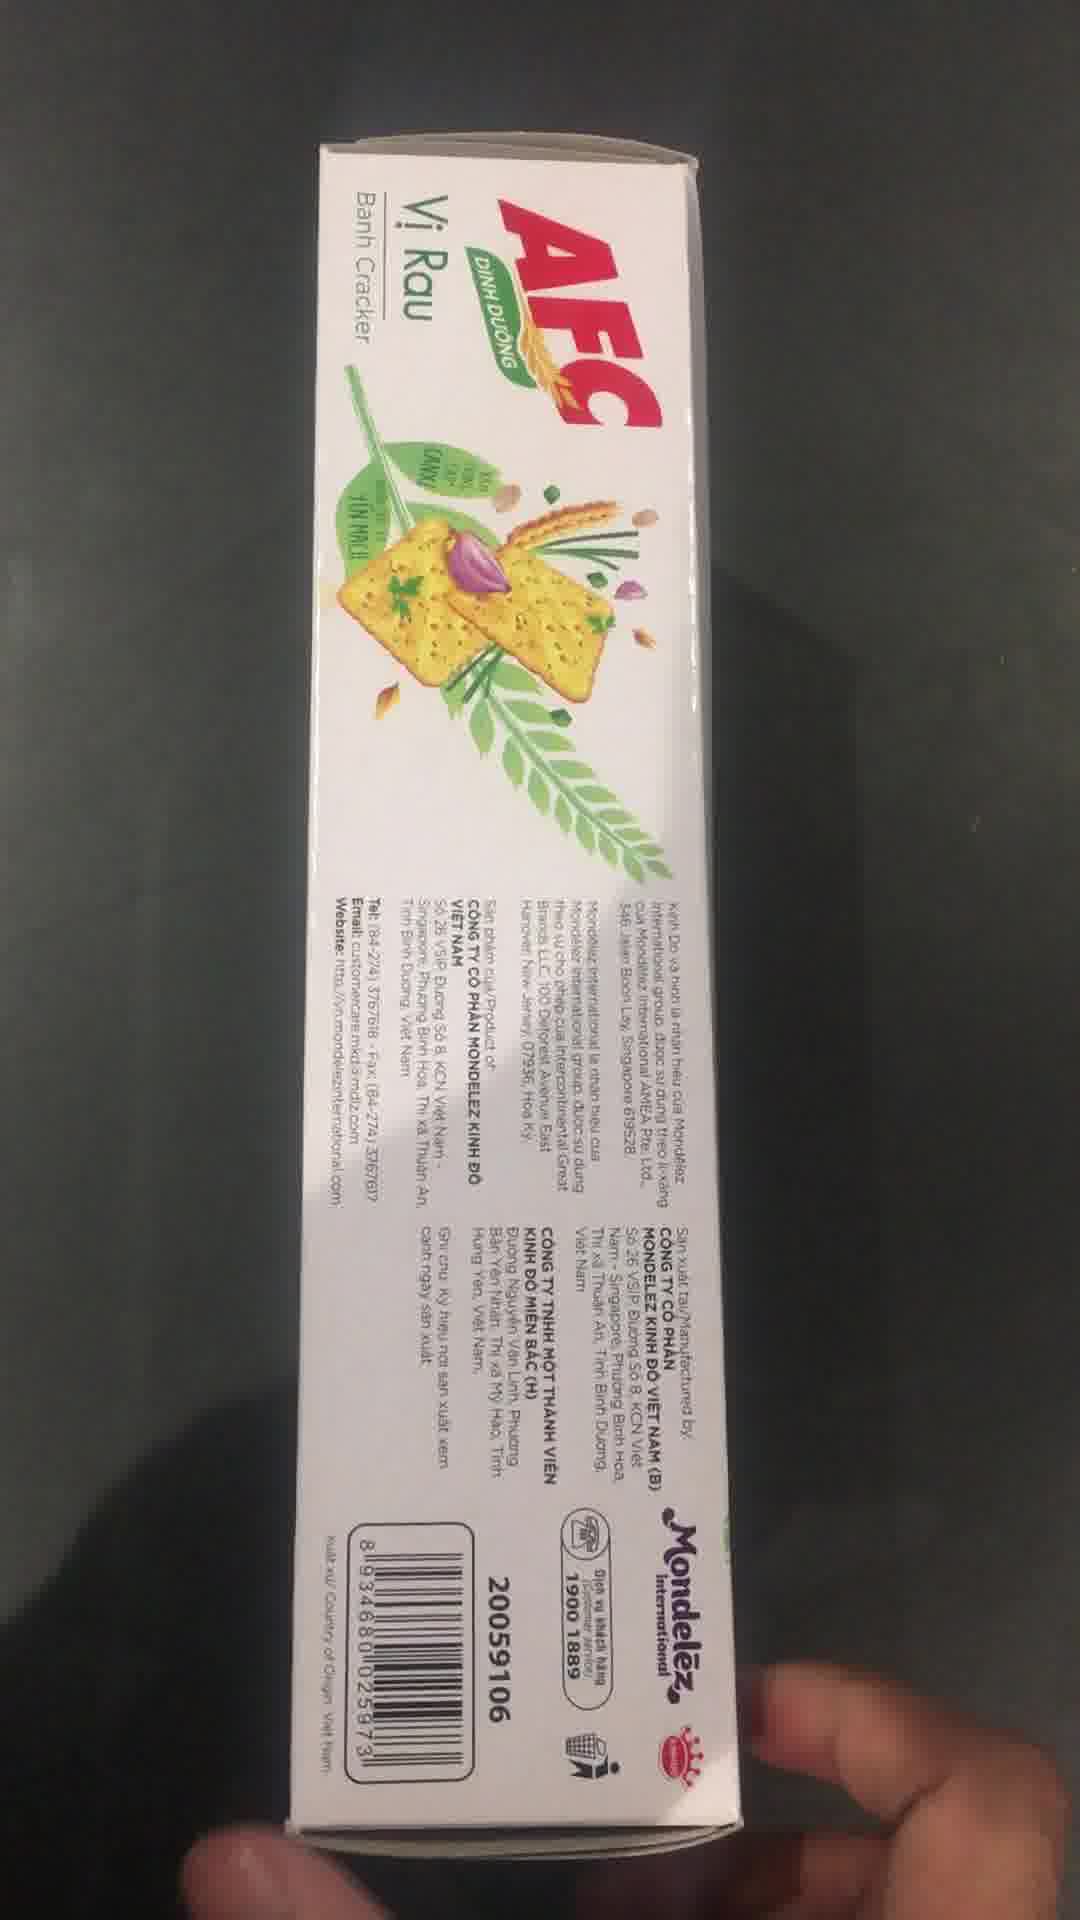 AFC
DINH DƯỠNG
Vị Rau
Bánh Cracker
CANXI
YẾN MẠCH
Kinh Đô và hình là nhãn hiệu của Mondelez
International group, được sử dụng theo li-xăng
của Mondelez International AMEA Pte. Ltd.,
346 Jalan Boon Lay, Singapore 619528.
Mondelez International là nhãn hiệu của
Mondelez International group, được sử dụng
theo sự cho phép của Intercontinental Great
Brands LLC, 100 Deforest Avenue East
Hanover, New Jersey, 07936, Hoa Kỳ.
Sản phẩm của/Product of
CÔNG TY CỔ PHẦN MONDELEZ KINH ĐÔ
VIỆT NAM
Số 26 VSIP, Đường Số 8, KCN Việt Nam -
Singapore, Phường Bình Hòa, Thị xã Thuận An,
Tỉnh Bình Dương, Việt Nam
Tel: (84-274) 3767618 - Fax: (84-274) 3767617
Email: customercare.mkd@mdlz.com
Website: http://vn.mondelezinternational.com
Sản xuất tại/Manufactured by:
CÔNG TY CỔ PHẦN
MONDELEZ KINH ĐÔ VIỆT NAM (B)
Số 26 VSIP, Đường Số 8, KCN Việt
Nam - Singapore, Phường Bình Hòa,
Thị xã Thuận An, Tỉnh Bình Dương,
Việt Nam
CÔNG TY TNHH MỘT THÀNH VIÊN
KINH ĐÔ MIỀN BẮC (H)
Đường Nguyễn Văn Linh, Phường
Bần Yên Nhân, Thị xã Mỹ Hào, Tỉnh
Hưng Yên, Việt Nam.
Ghi chú: Ký hiệu nơi sản xuất xem
cạnh ngày sản xuất.
Mondelēz
International
Dịch vụ khách hàng
(Customer service)
1900 1889
20059106
8 934680 025973
Xuất xứ/ Country of Origin: Việt Nam